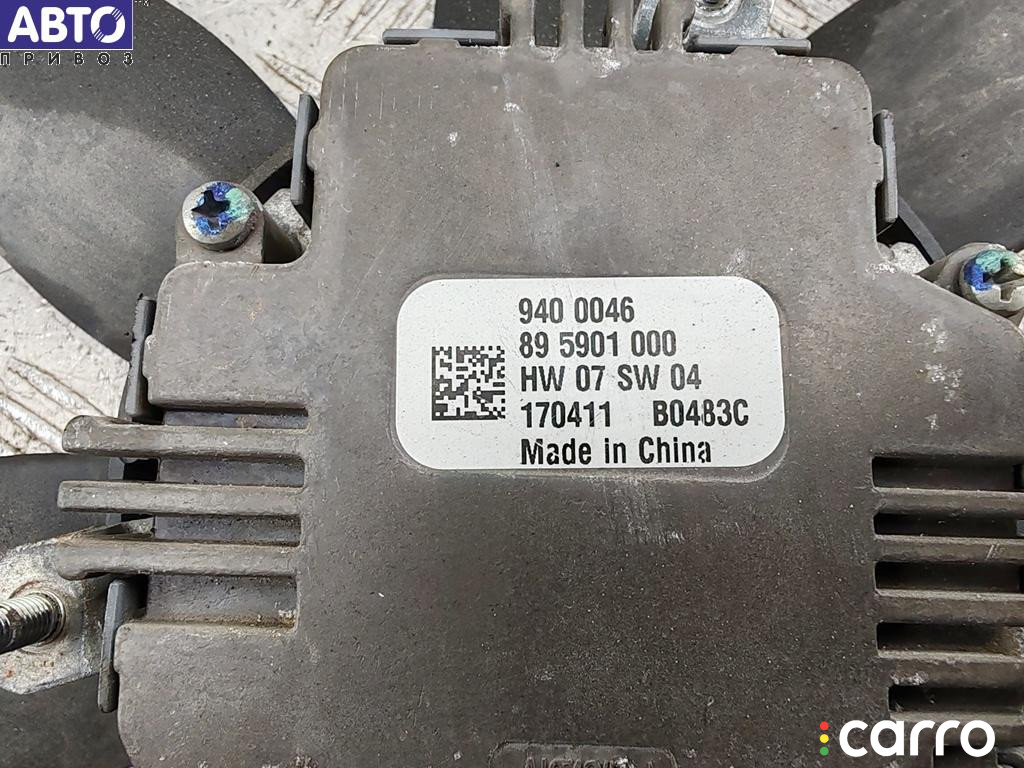 АВТО
ПРИВОЗ
940 0046
89 5901 000
HW 07 SW 04
170411 B0483C
Made in China
carro